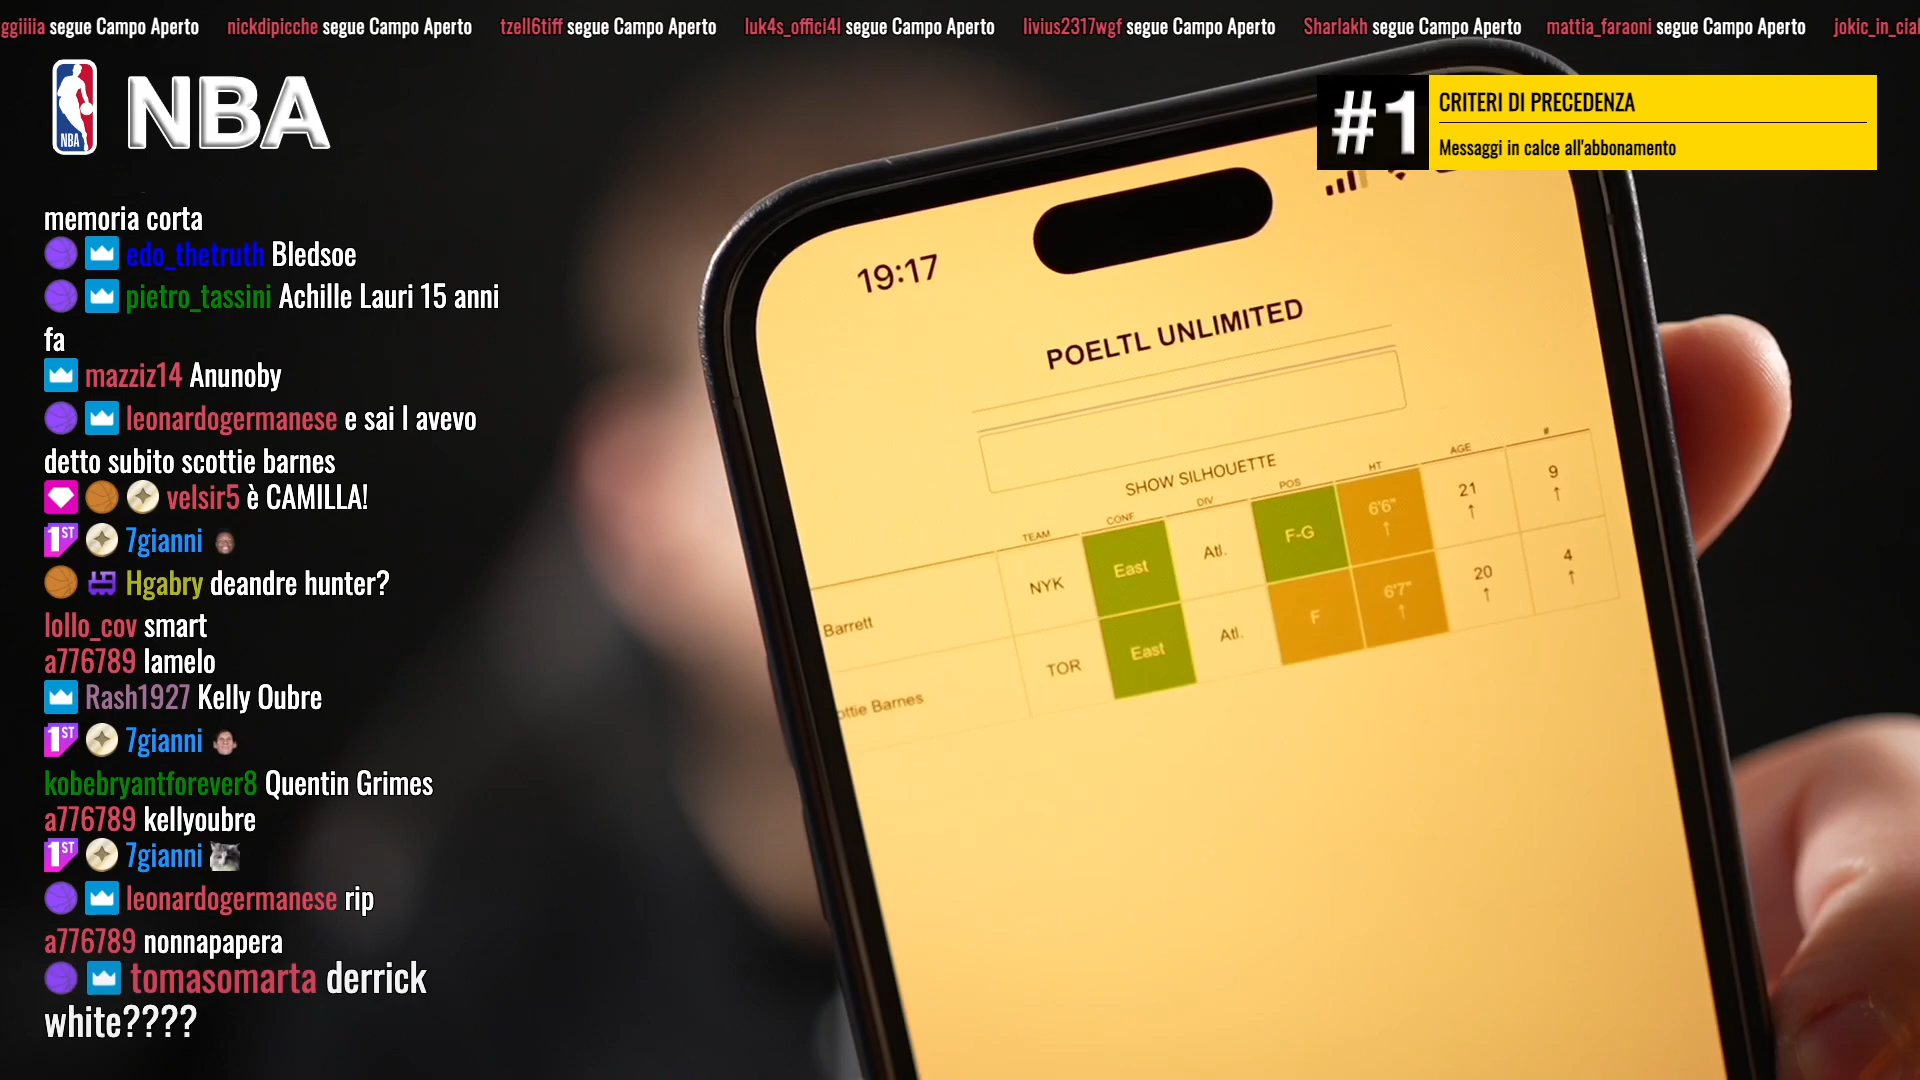 ggiiiia segue Campo Aperto nickdipicche segue Campo Aperto tzell6tiff segue Campo Aperto luk4s_offici4l segue Campo Aperto livius2317wgf segue Campo Aperto Sharlakh segue Campo Aperto mattia_faraoni segue Campo Aperto jokic_in_cial
NBA NBA
#1 CRITERI DI PRECEDENZA
Messaggi in calce all'abbonamento
memoria corta
edo_thetruth Bledsoe
pietro_tassini Achille Lauri 15 anni
fa
mazziz14 Anunoby
leonardogermanese e sai l avevo
detto subito scottie barnes
velsir5 è CAMILLA!
1ST 7gianni
Hgabry deandre hunter?
lollo_cov smart
a776789 lamelo
Rash1927 Kelly Oubre
1ST 7gianni
kobebryantforever8 Quentin Grimes
a776789 kellyoubre
1ST 7gianni
leonardogermanese rip
a776789 nonnapapera
tomasomarta derrick
white????
19:17
POELTL UNLIMITED
SHOW SILHOUETTE
TEAM CONF DIV POS HT AGE #
Barrett NYK East Atl. F-G 6'6" ↑ 21 ↑ 9 ↑
ottie Barnes TOR East Atl. F 6'7" ↑ 20 ↑ 4 ↑